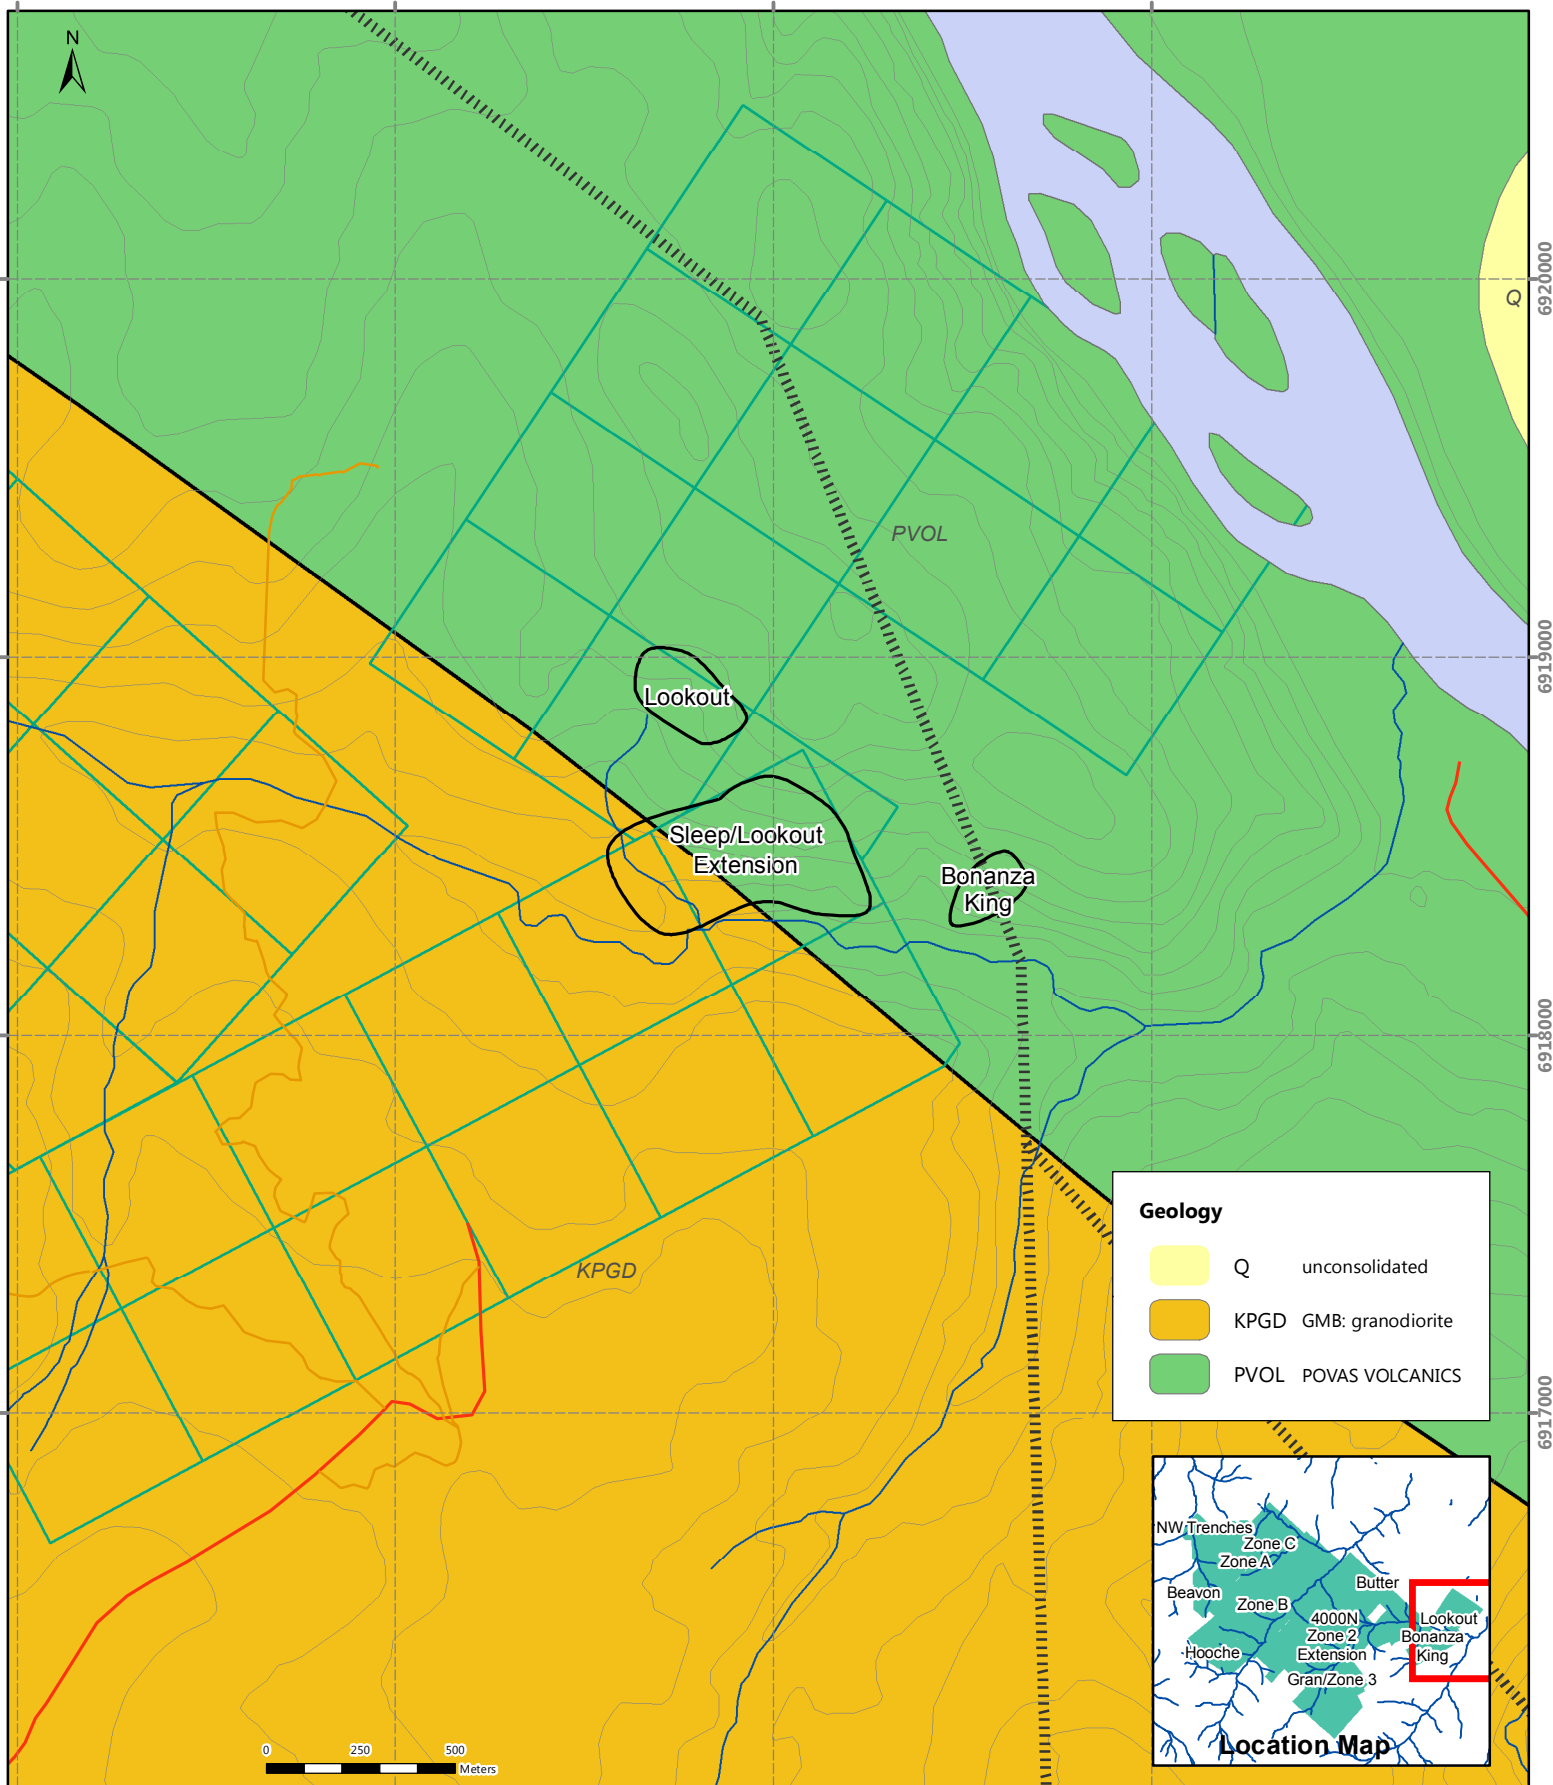 N
6920000
Q
PVOL
6919000
Lookout
Sleep/Lookout
Extension
Bonanza
King
6918000
KPGD
Geology
Q unconsolidated
KPGD GMB: granodiorite
PVOL POVAS VOLCANICS
6917000
NW Trenches
Zone C
Zone A
Beavon
Butter
Zone B
4000N
Lookout
Zone 2
Bonanza
Hooche
Extension
King
Gran/Zone 3
Location Map
0 250 500
Meters